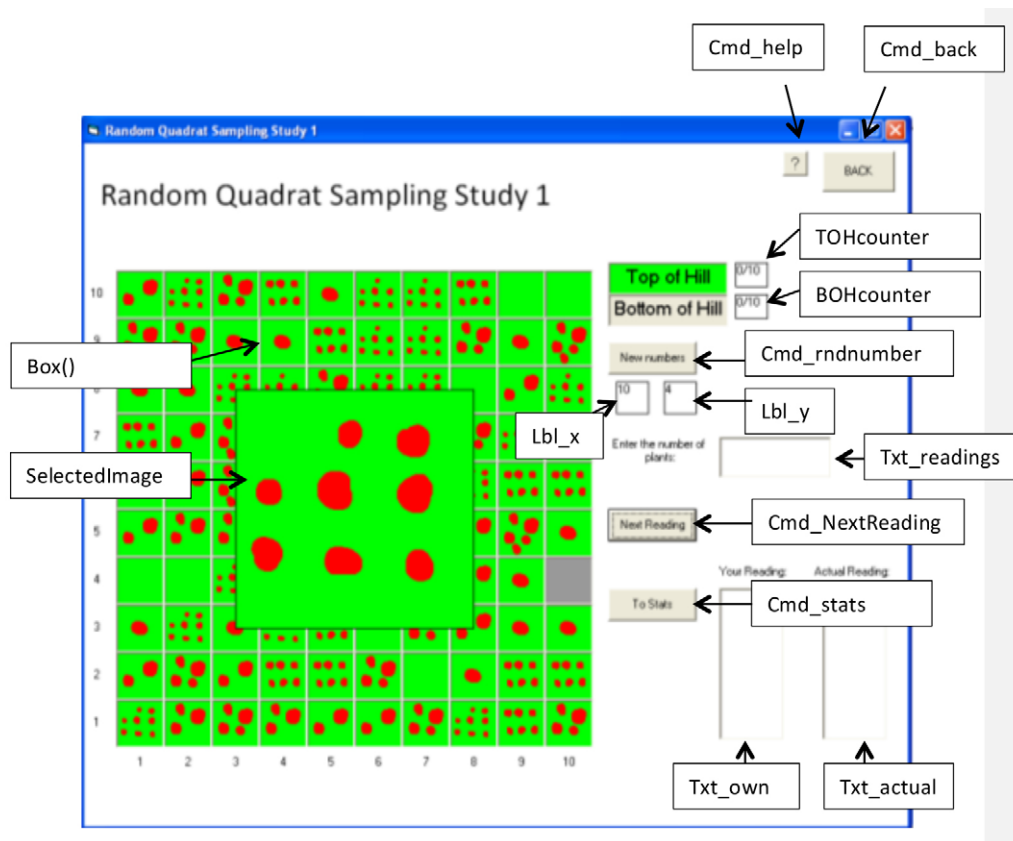 Cmd_help
Cmd_back
Random Quadrat Sampling Study 1
?
BACK
Random Quadrat Sampling Study 1
TOHcounter
Top of Hill
0/10
BOHcounter
Bottom of Hill
0/10
10
9
Box()
New numbers
Cmd_rndnumber
10
4
Lbl_x
Lbl_y
7
Enter the number of
plants:
Txt_readings
SelectedImage
5
Next Reading
Cmd_NextReading
Your Reading:
Actual Reading:
4
To Stats
Cmd_stats
3
2
1
1 2 3 4 5 6 7 8 9 10
Txt_own
Txt_actual